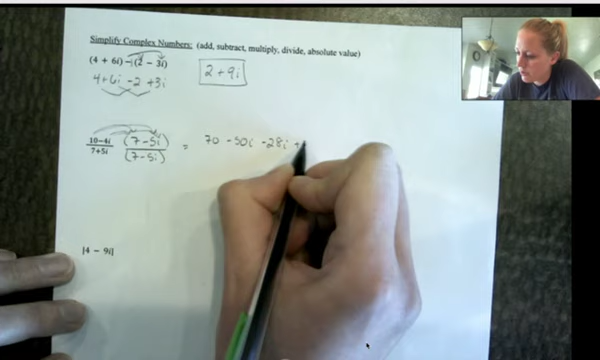 Simplify Complex Numbers: (add, subtract, multiply, divide, absolute value)
(4 + 6i) - 1(2 - 3i)
4+6i -2 +3i
2+9i
10-4i (7-5i) = 70 -50i -28i +
7+5i (7-5i)
|4 - 9i|